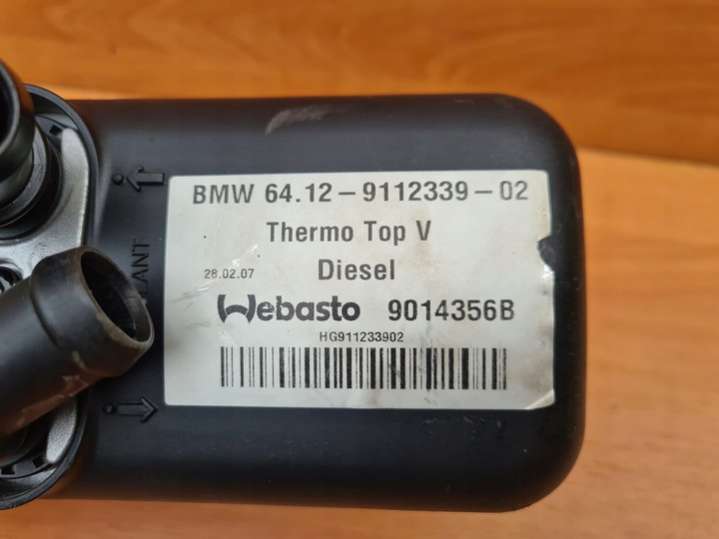 BMW 64.12-9112339-02
Thermo Top V
28.02.07 Diesel
Webasto 9014356B
HG911233902